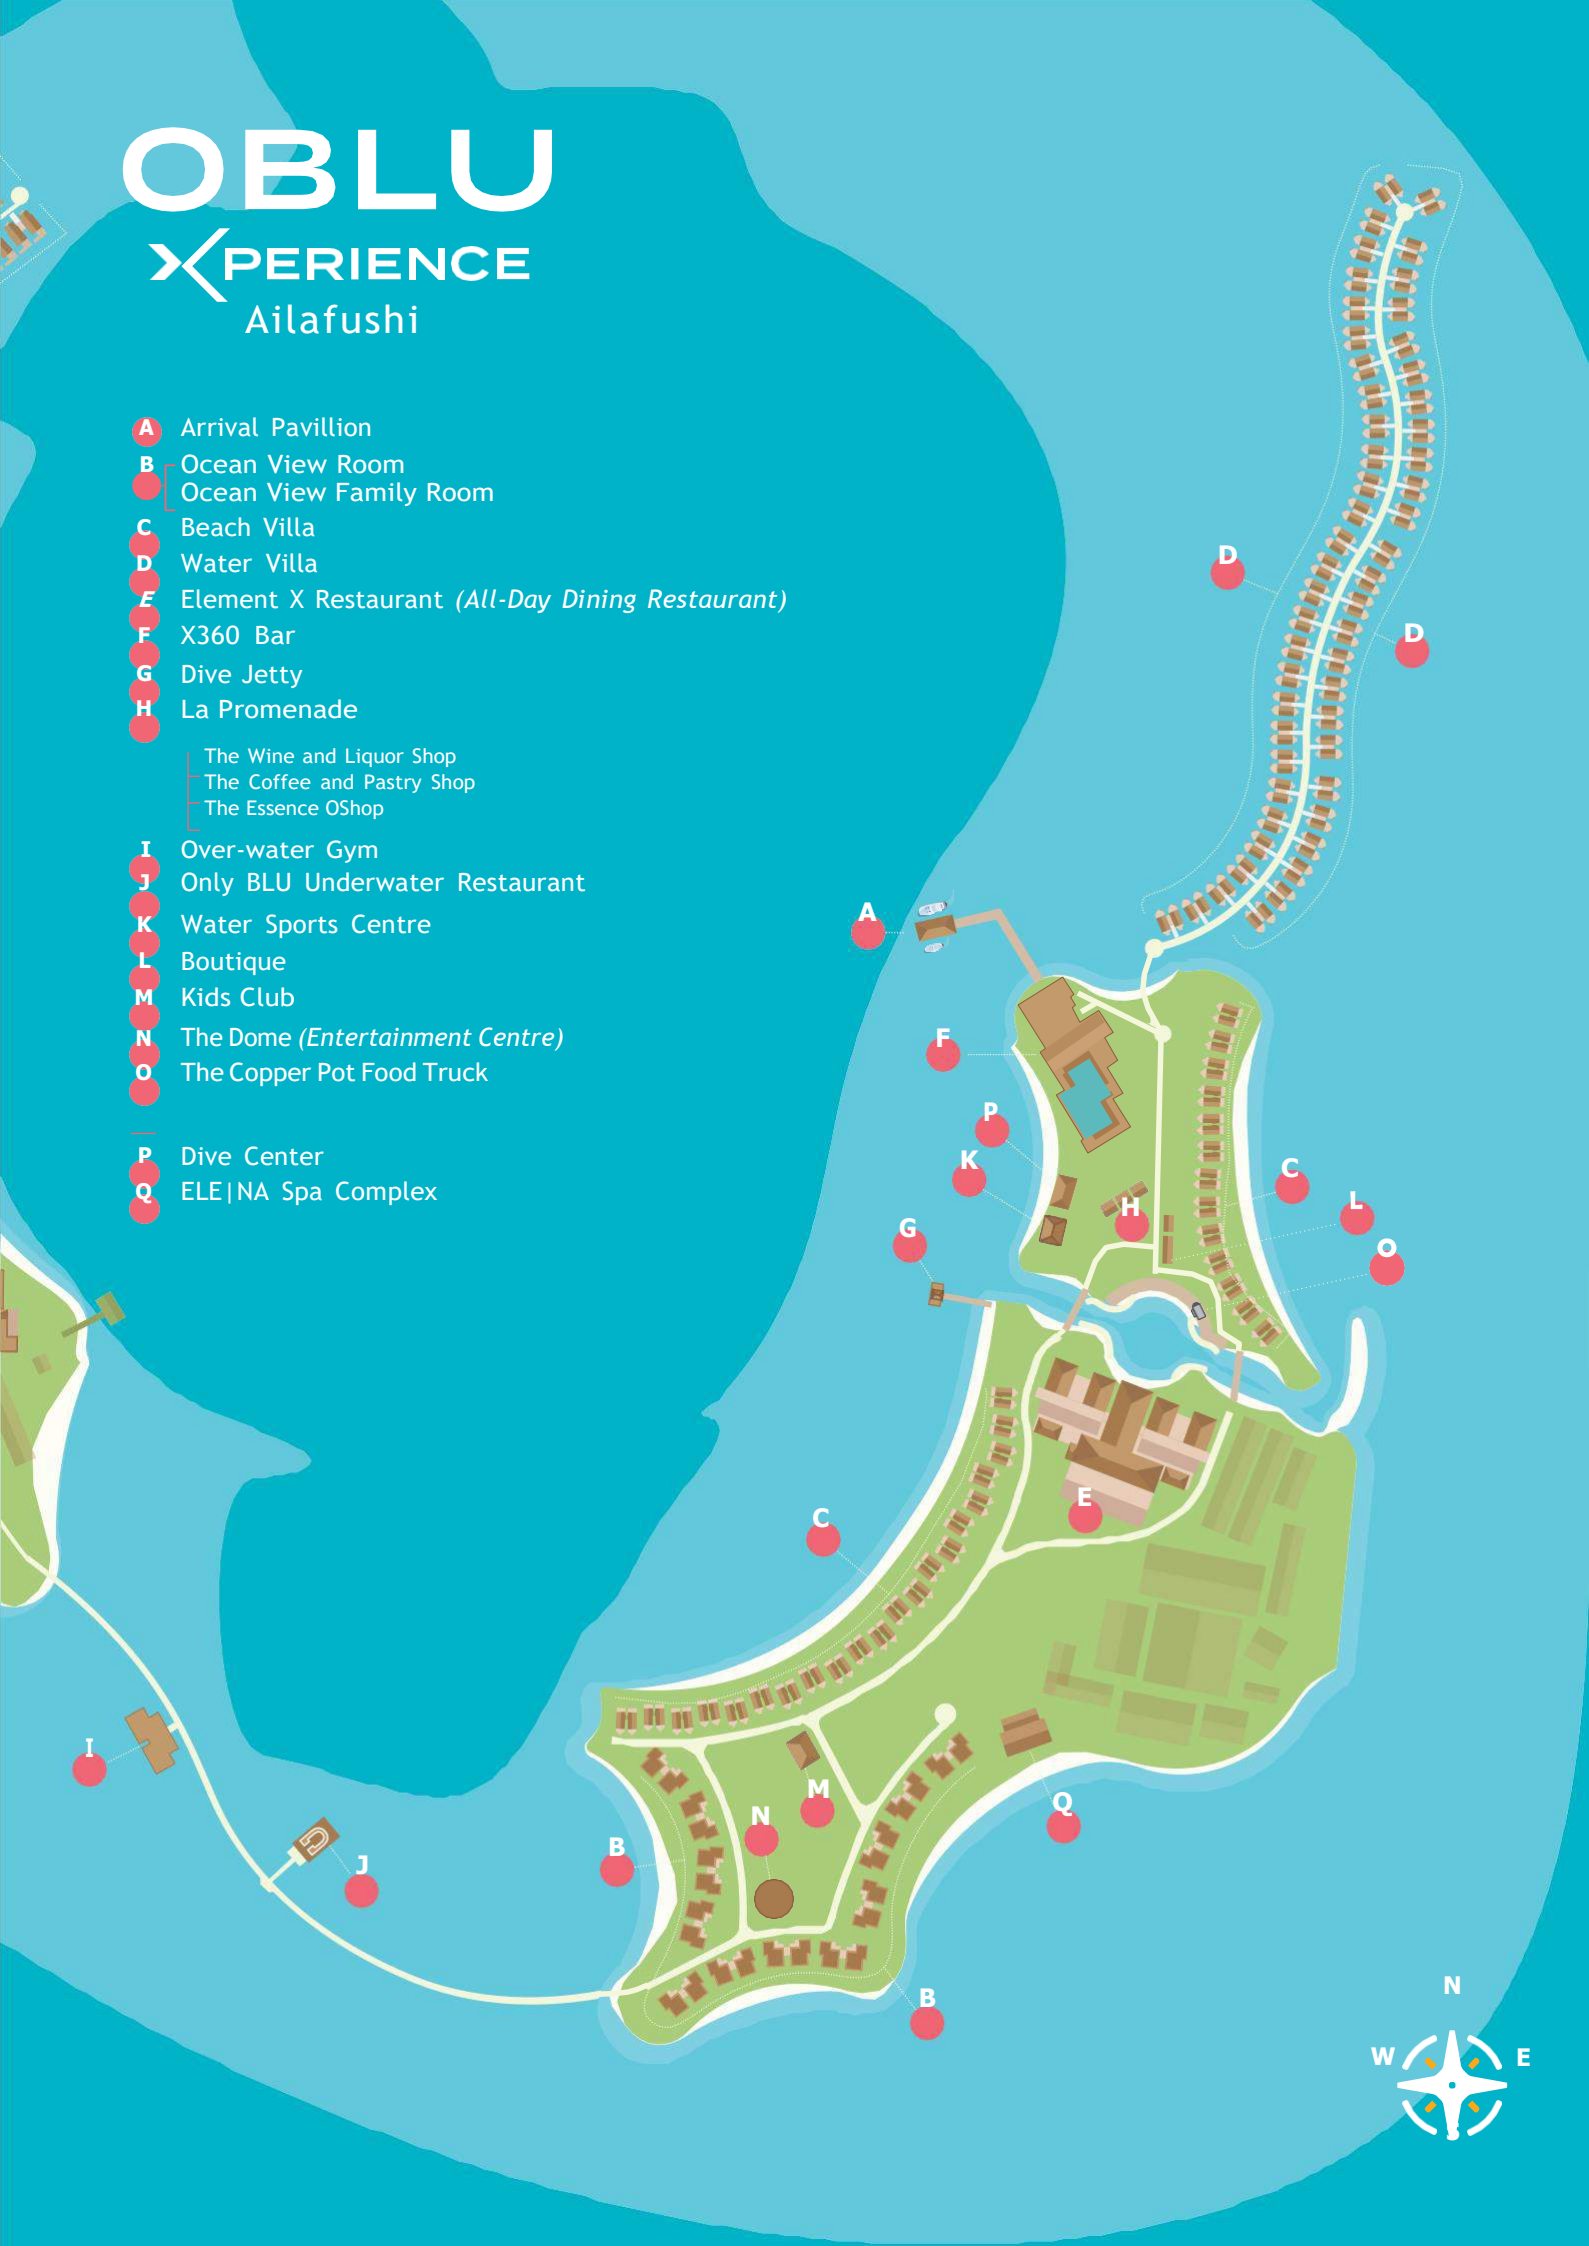 OBLU
XPERIENCE
Ailafushi
A Arrival Pavillion
B Ocean View Room
Ocean View Family Room
C Beach Villa
D Water Villa
E Element X Restaurant (All-Day Dining Restaurant)
F X360 Bar
G Dive Jetty
H La Promenade
The Wine and Liquor Shop
The Coffee and Pastry Shop
The Essence OShop
I Over-water Gym
J Only BLU Underwater Restaurant
K Water Sports Centre
L Boutique
M Kids Club
N The Dome (Entertainment Centre)
O The Copper Pot Food Truck
P Dive Center
Q ELE|NA Spa Complex
D
D
A
F
P
K
C
L
H
G
O
E
C
I
M
Q
N
B
J
B
N
W
E
S